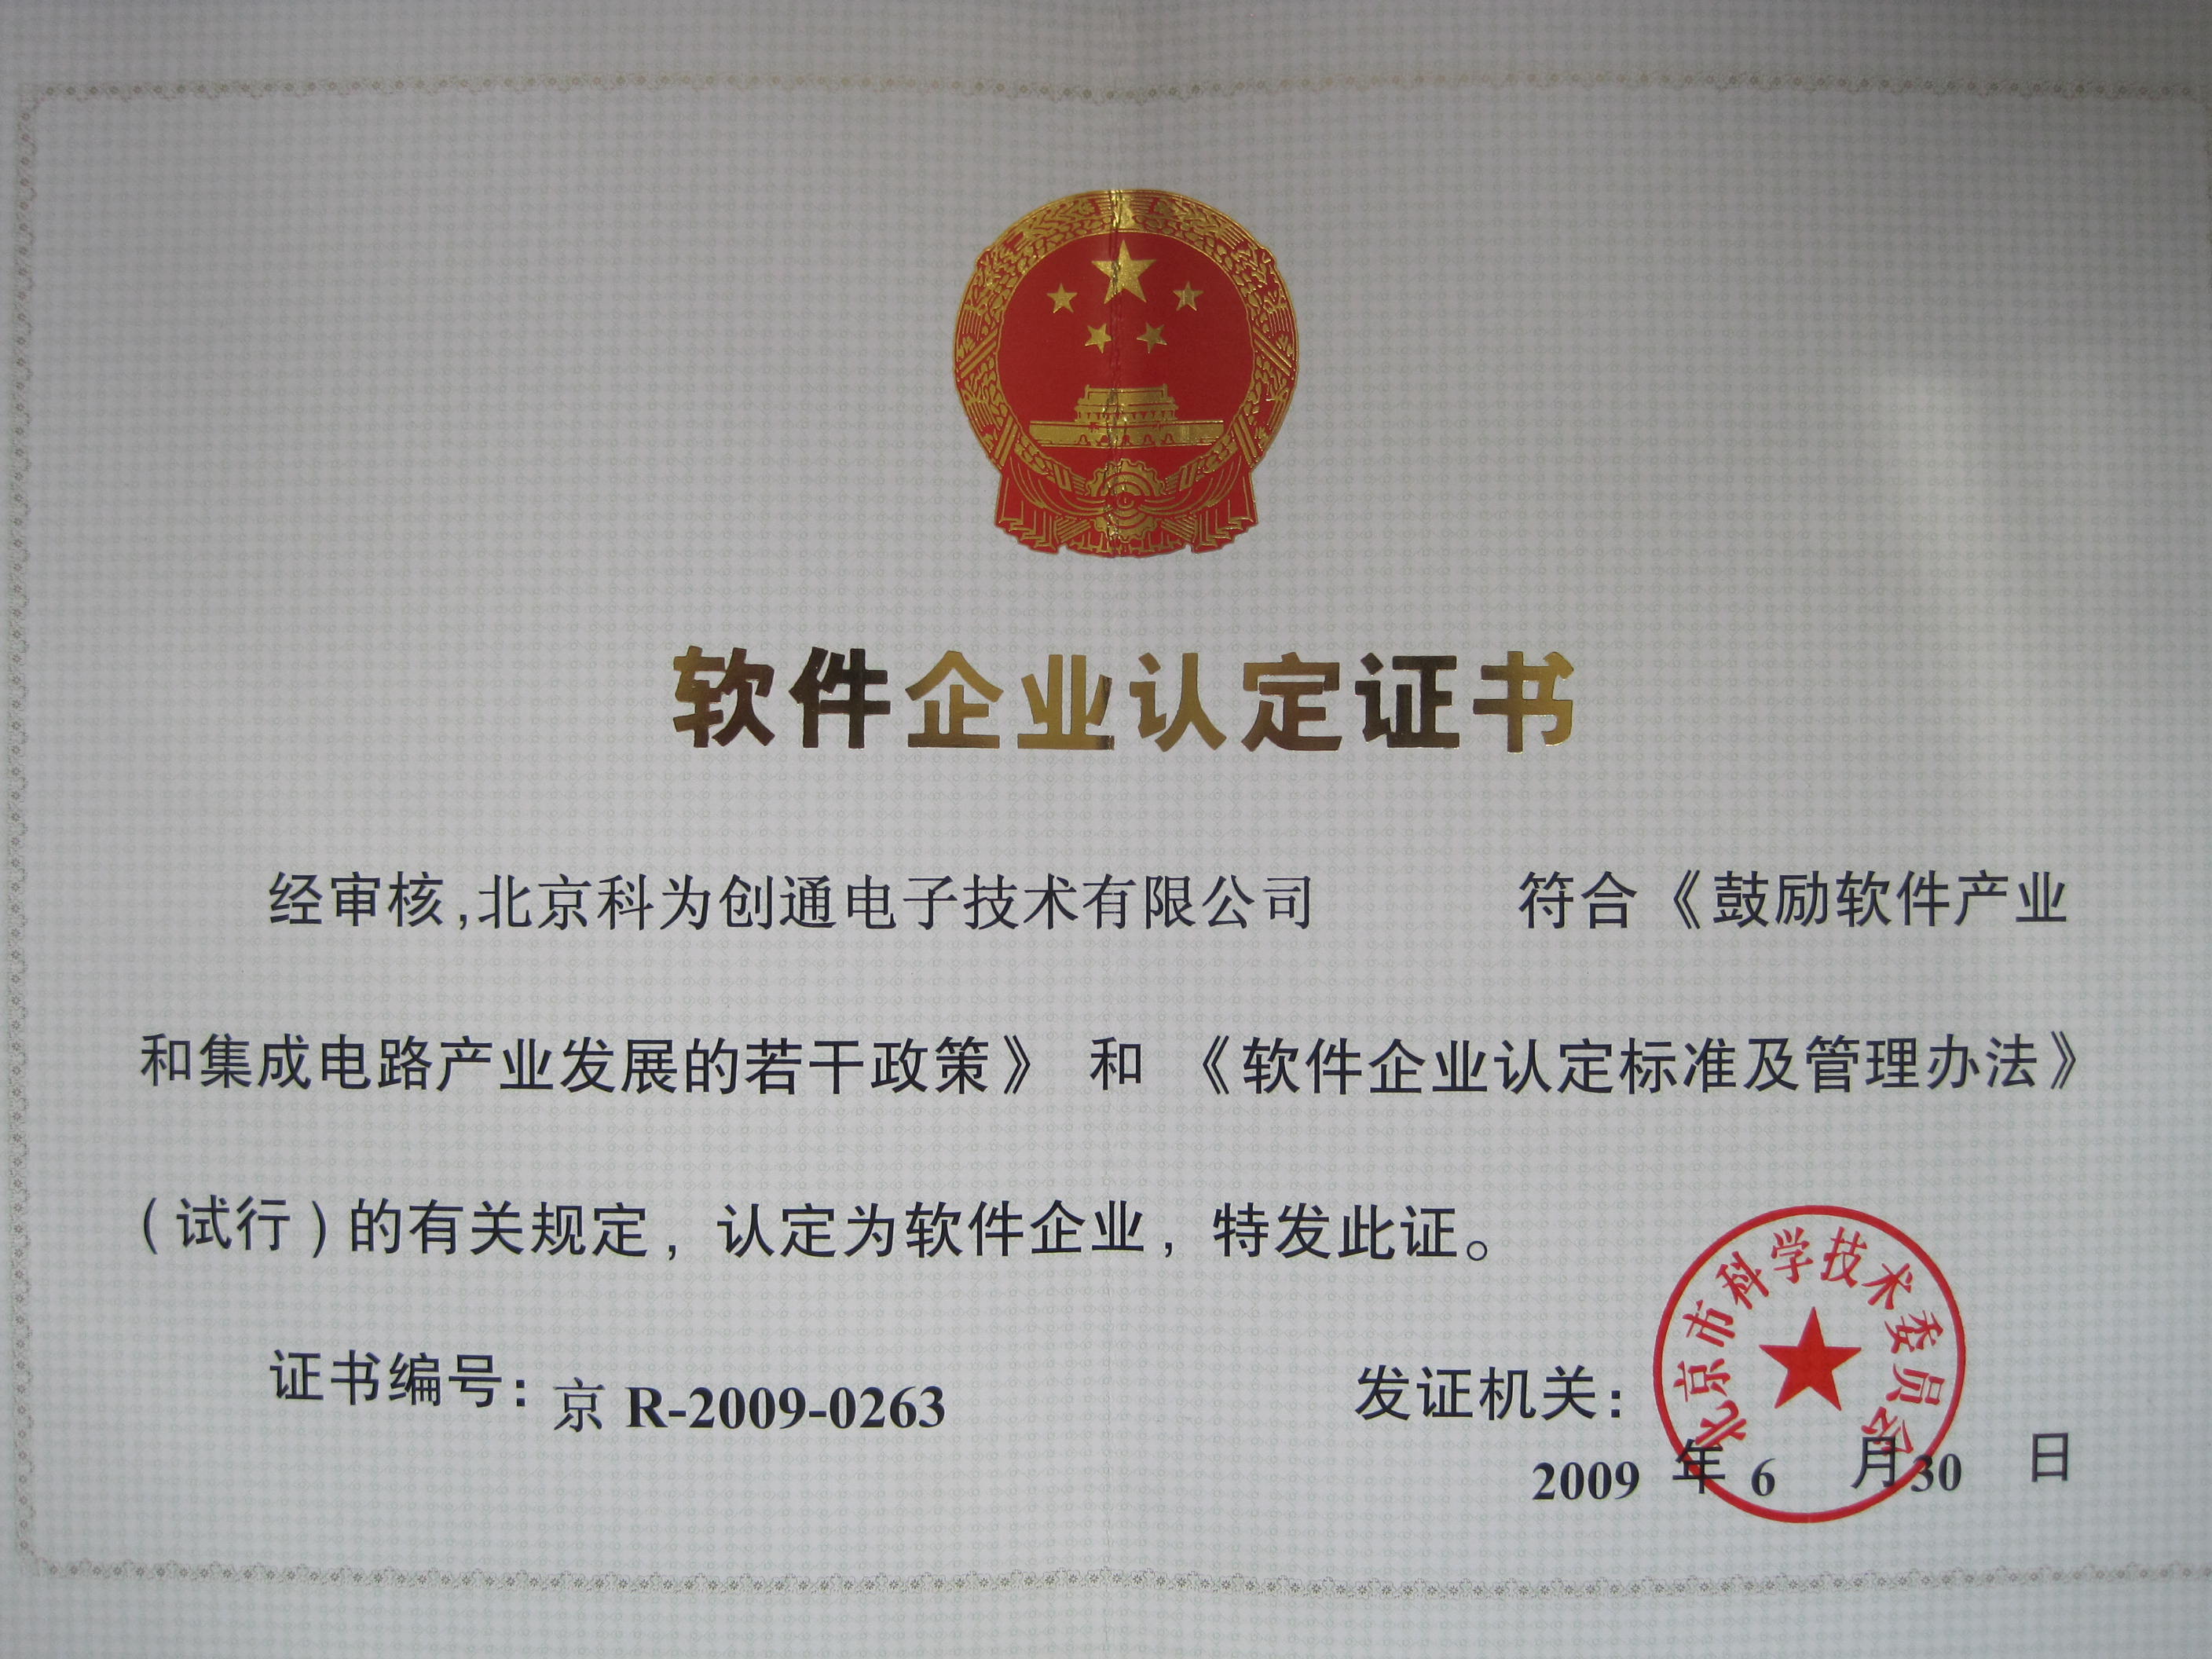 软件企业认定证书
经审核,北京科为创通电子技术有限公司 符合《鼓励软件产业
和集成电路产业发展的若干政策》 和 《软件企业认定标准及管理办法》
(试行)的有关规定,认定为软件企业,特发此证。
证书编号:京 R-2009-0263
发证机关:
北京市科学技术委员会
2009 年 6 月 30 日